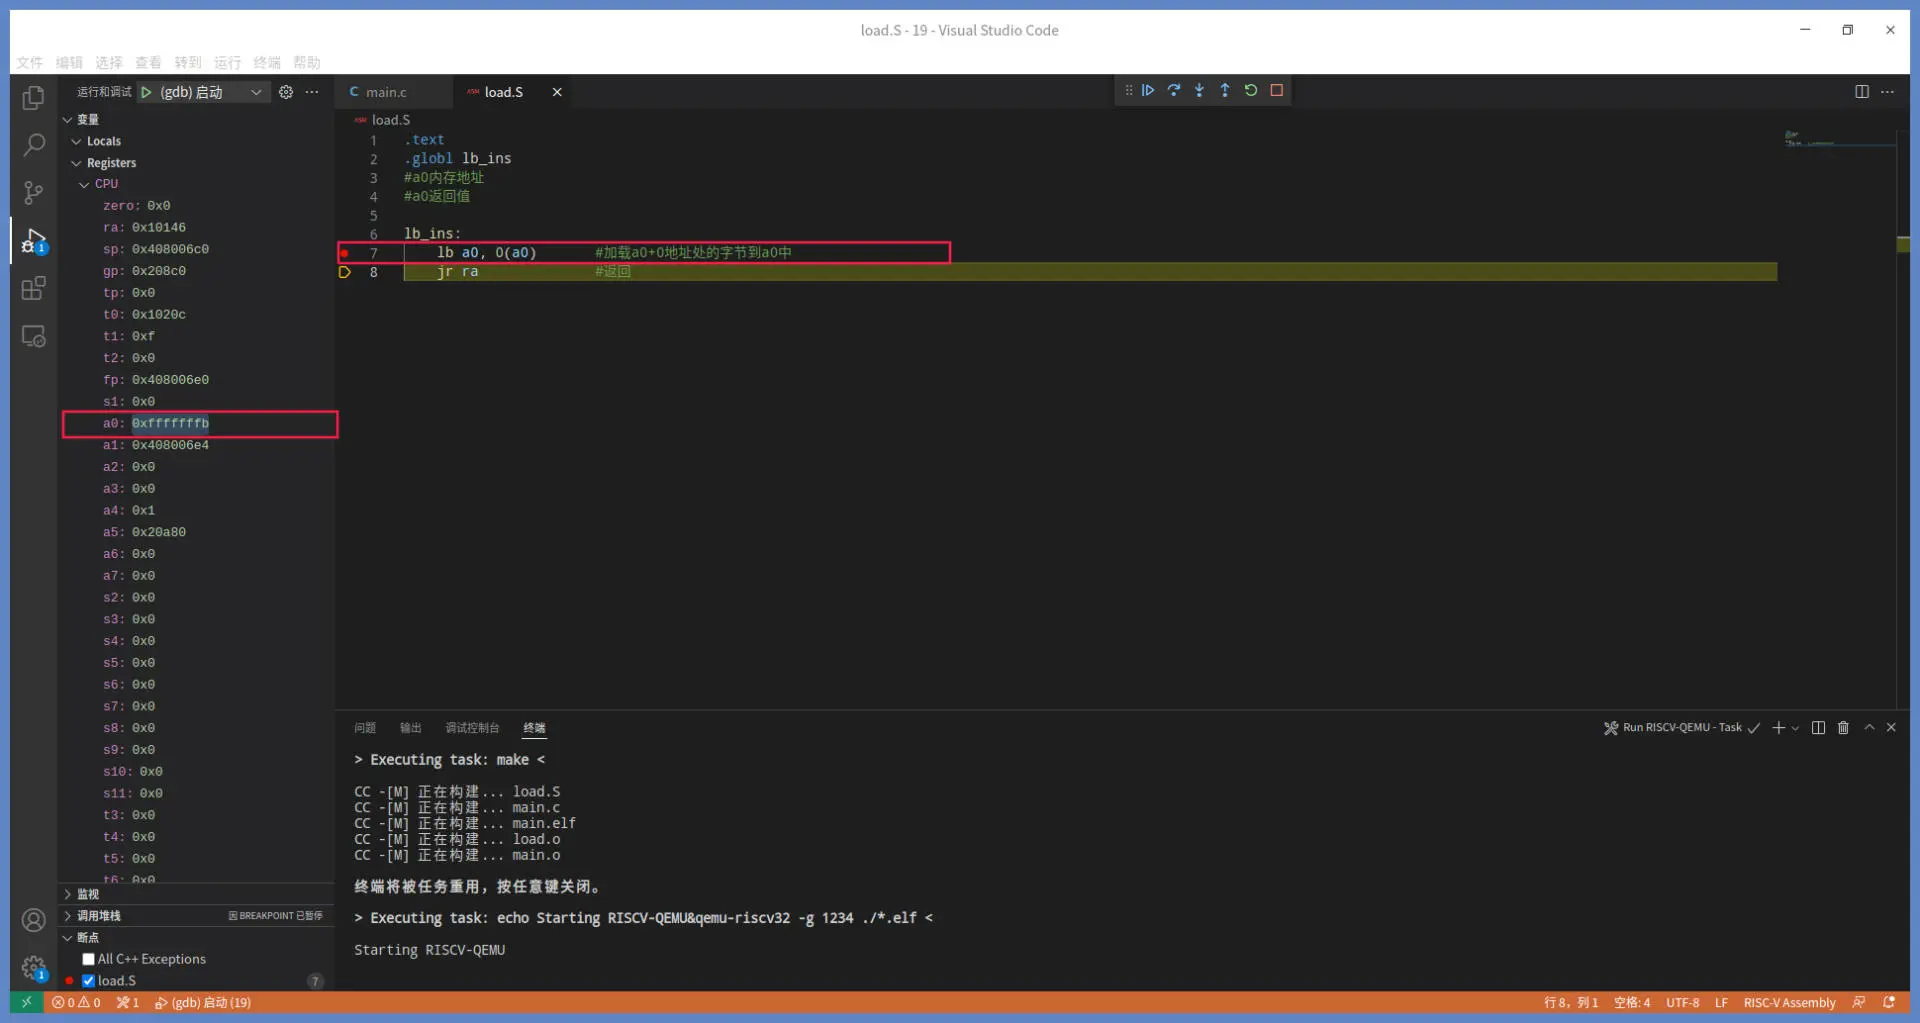 load.S - 19 - Visual Studio Code
文件 编辑 选择 查看 转到 运行 终端 帮助
运行和调试 (gdb) 启动
变量
Locals
Registers
CPU
zero: 0x0
ra: 0x10146
sp: 0x408006c0
gp: 0x208c0
tp: 0x0
t0: 0x1020c
t1: 0xf
t2: 0x0
fp: 0x408006e0
s1: 0x0
a0: 0xfffffffb
a1: 0x408006e4
a2: 0x0
a3: 0x0
a4: 0x1
a5: 0x20a80
a6: 0x0
a7: 0x0
s2: 0x0
s3: 0x0
s4: 0x0
s5: 0x0
s6: 0x0
s7: 0x0
s8: 0x0
s9: 0x0
s10: 0x0
s11: 0x0
t3: 0x0
t4: 0x0
t5: 0x0
t6: 0x0
监视
调用堆栈 因 BREAKPOINT 已暂停
断点
All C++ Exceptions
load.S 7
C main.c
ASM load.S
ASM load.S
1 .text
2 .globl lb_ins
3 #a0内存地址
4 #a0返回值
5
6 lb_ins:
7 lb a0, 0(a0) #加载a0+0地址处的字节到a0中
8 jr ra #返回
问题 输出 调试控制台 终端
Run RISCV-QEMU - Task
> Executing task: make <
CC -[M] 正在构建... load.S
CC -[M] 正在构建... main.c
CC -[M] 正在构建... main.elf
CC -[M] 正在构建... load.o
CC -[M] 正在构建... main.o
终端将被任务重用，按任意键关闭。
> Executing task: echo Starting RISCV-QEMU&qemu-riscv32 -g 1234 ./*.elf <
Starting RISCV-QEMU
1
1
0 0 1 (gdb) 启动 (19)
行 8，列 1 空格: 4 UTF-8 LF RISC-V Assembly